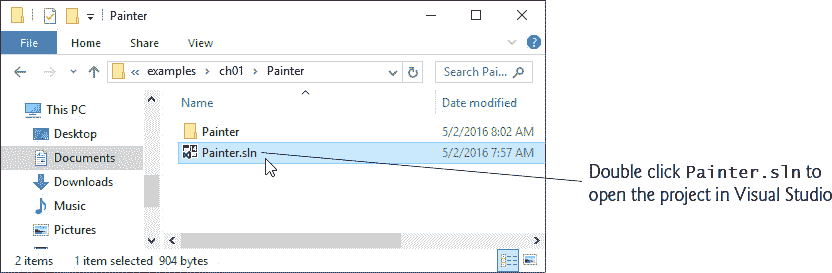 Painter
File Home Share View
« examples › ch01 › Painter Search Pai...
Name Date modified
This PC
Desktop
Documents
Downloads
Music
Pictures
Painter 5/2/2016 8:02 AM
Painter.sln 5/2/2016 7:57 AM
2 items 1 item selected 904 bytes
Double click Painter.sln to
open the project in Visual Studio